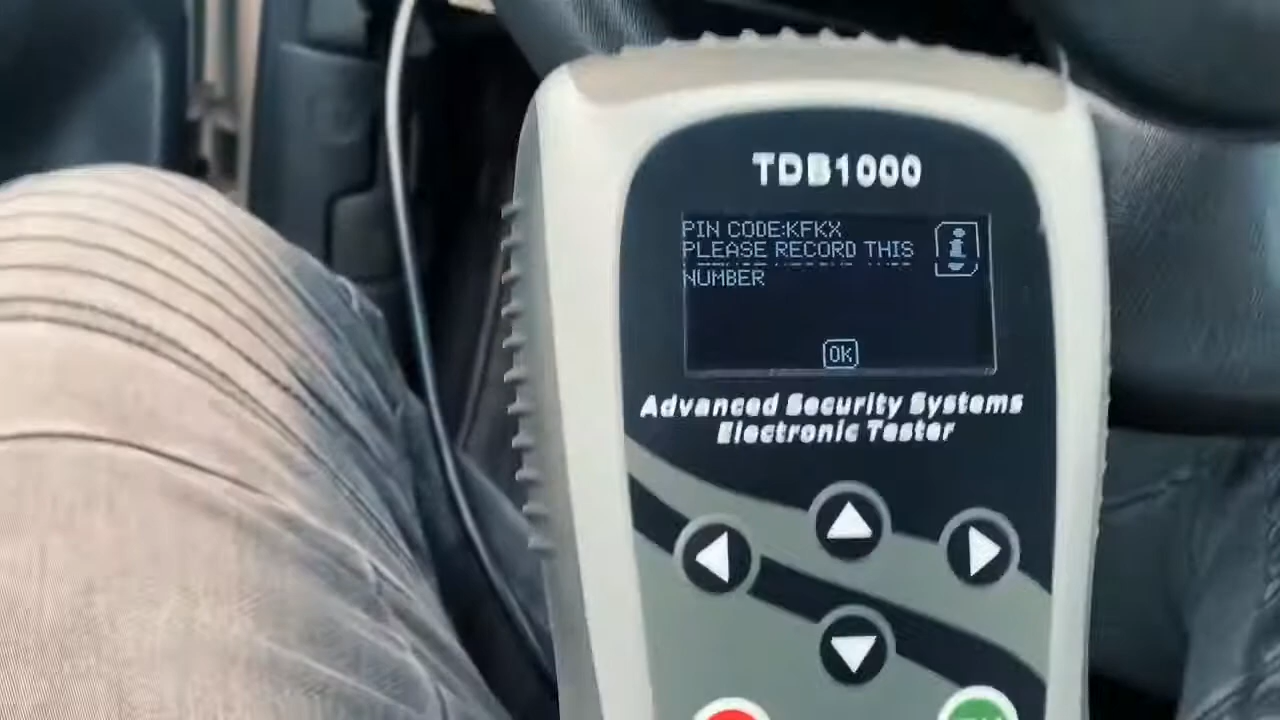 TDB1000
PIN CODE:KFKX
PLEASE RECORD THIS
NUMBER
OK
Advanced Security Systems
Electronic Tester